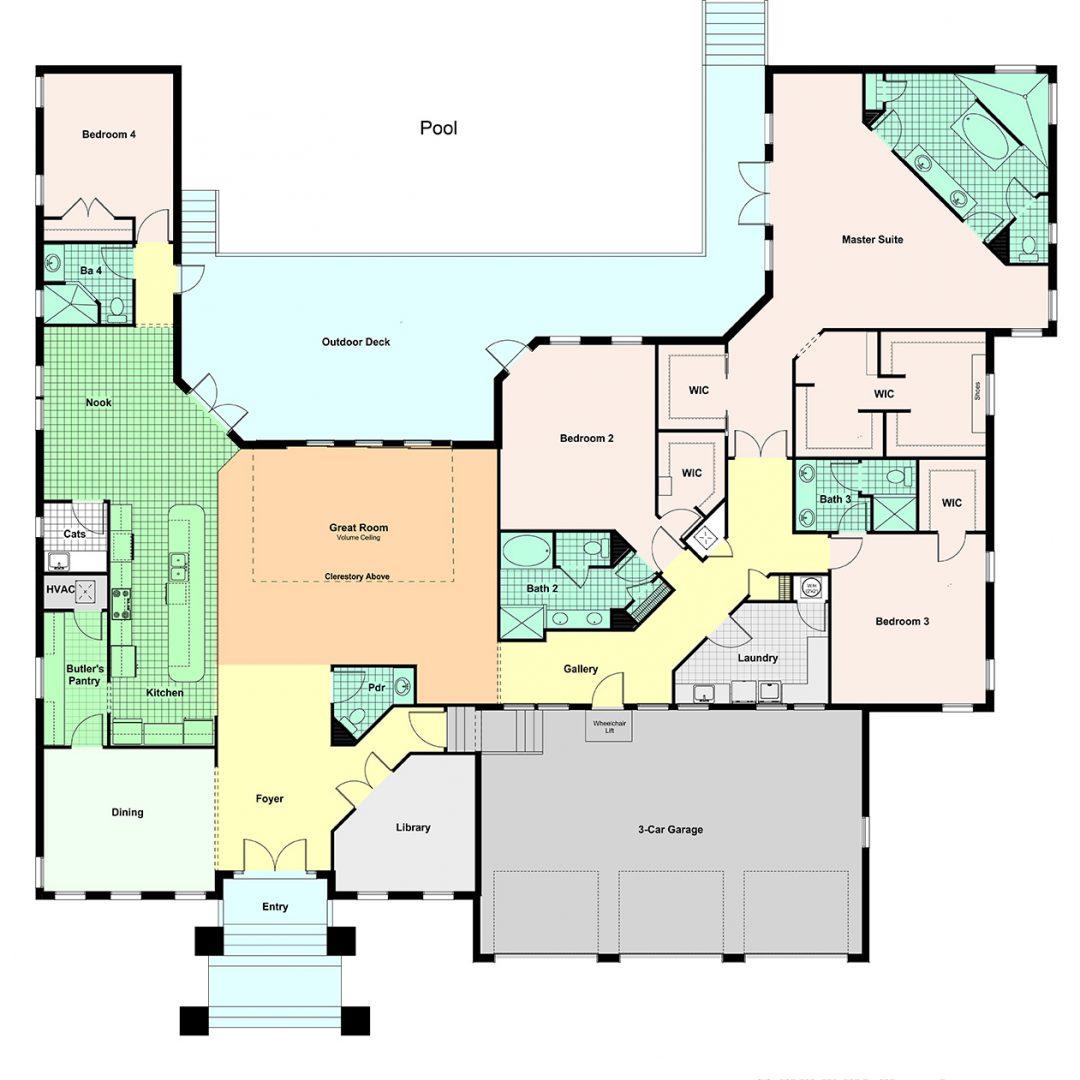 Pool
Bedroom 4
Ba 4
Master Suite
Outdoor Deck
Nook
WIC
WIC
Shoes
Bedroom 2
WIC
Bath 3
WIC
Great Room
Volume Ceiling
Clerestory Above
Cats
HVAC
Bath 2
Bedroom 3
Butler's
Pantry
Kitchen
Pdr
Gallery
Laundry
Wheelchair
Lift
Foyer
Dining
Library
3-Car Garage
Entry